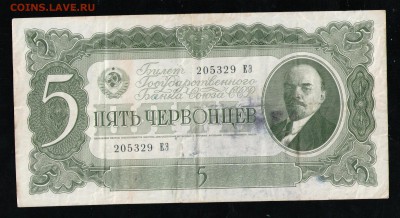 COINS.LAVE.RU
Билет
205329 ЕЗ
Государственного
Банка Союза ССР
5
ПЯТЬ ЧЕРВОНЦЕВ
205329 ЕЗ
5